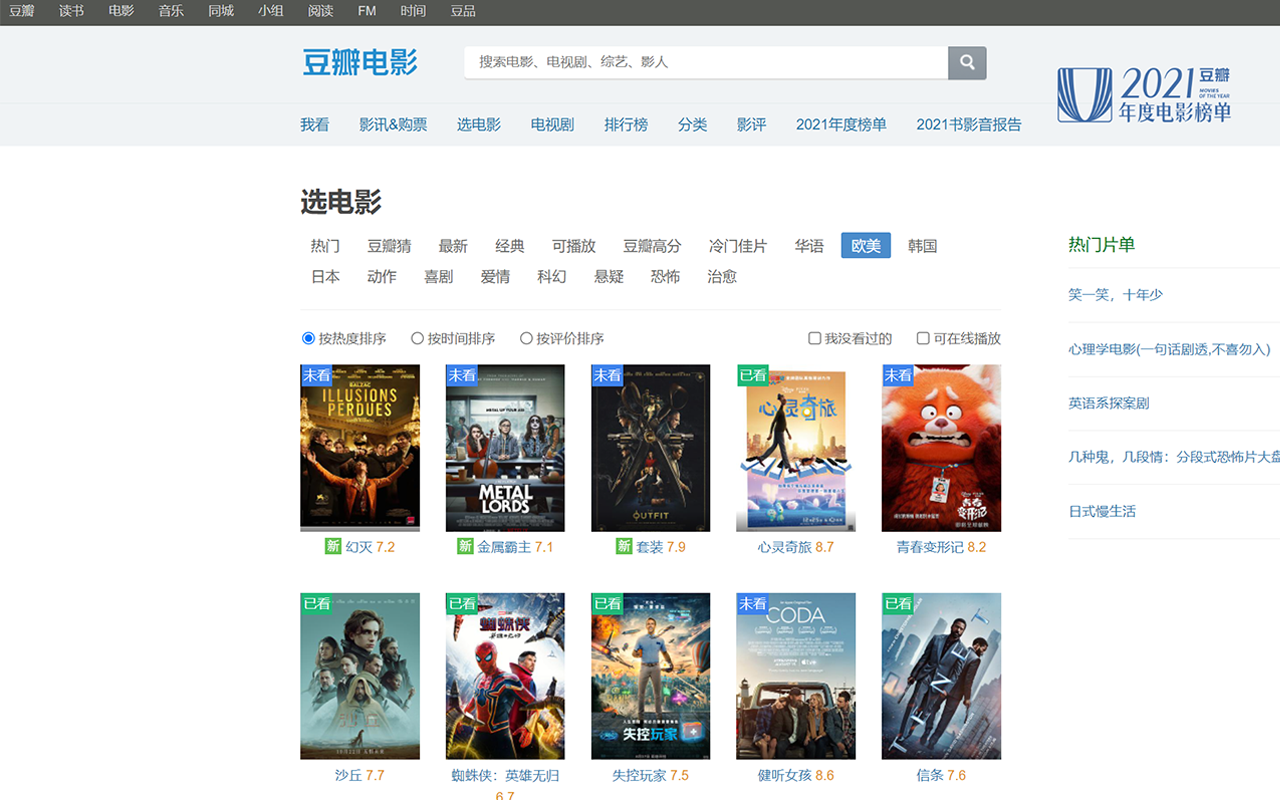 豆瓣 读书 电影 音乐 同城 小组 阅读 FM 时间 豆品
豆瓣电影
搜索电影、电视剧、综艺、影人
2021豆瓣
MOVIES OF THE YEAR
年度电影榜单
我看 影讯&购票 选电影 电视剧 排行榜 分类 影评 2021年度榜单 2021书影音报告
选电影
热门 豆瓣猜 最新 经典 可播放 豆瓣高分 冷门佳片 华语 欧美 韩国
日本 动作 喜剧 爱情 科幻 悬疑 恐怖 治愈
按热度排序 按时间排序 按评价排序 我没看过的 可在线播放
未看 未看 未看 已看 未看
BALZAC
ILLUSIONS
PERDUES
METAL
LORDS
OUTFIT
心灵奇旅
青春
变形记
新 幻灭 7.2
新 金属霸主 7.1
新 套装 7.9
心灵奇旅 8.7
青春变形记 8.2
已看 已看 已看 未看 已看
蜘蛛侠
英雄无归
失控玩家
CODA
TENET
沙丘 7.7
蜘蛛侠：英雄无归
6.7
失控玩家 7.5
健听女孩 8.6
信条 7.6
热门片单
笑一笑，十年少
心理学电影(一句话剧透,不喜勿入)
英语系探案剧
几种鬼，几段情：分段式恐怖片大盘
日式慢生活